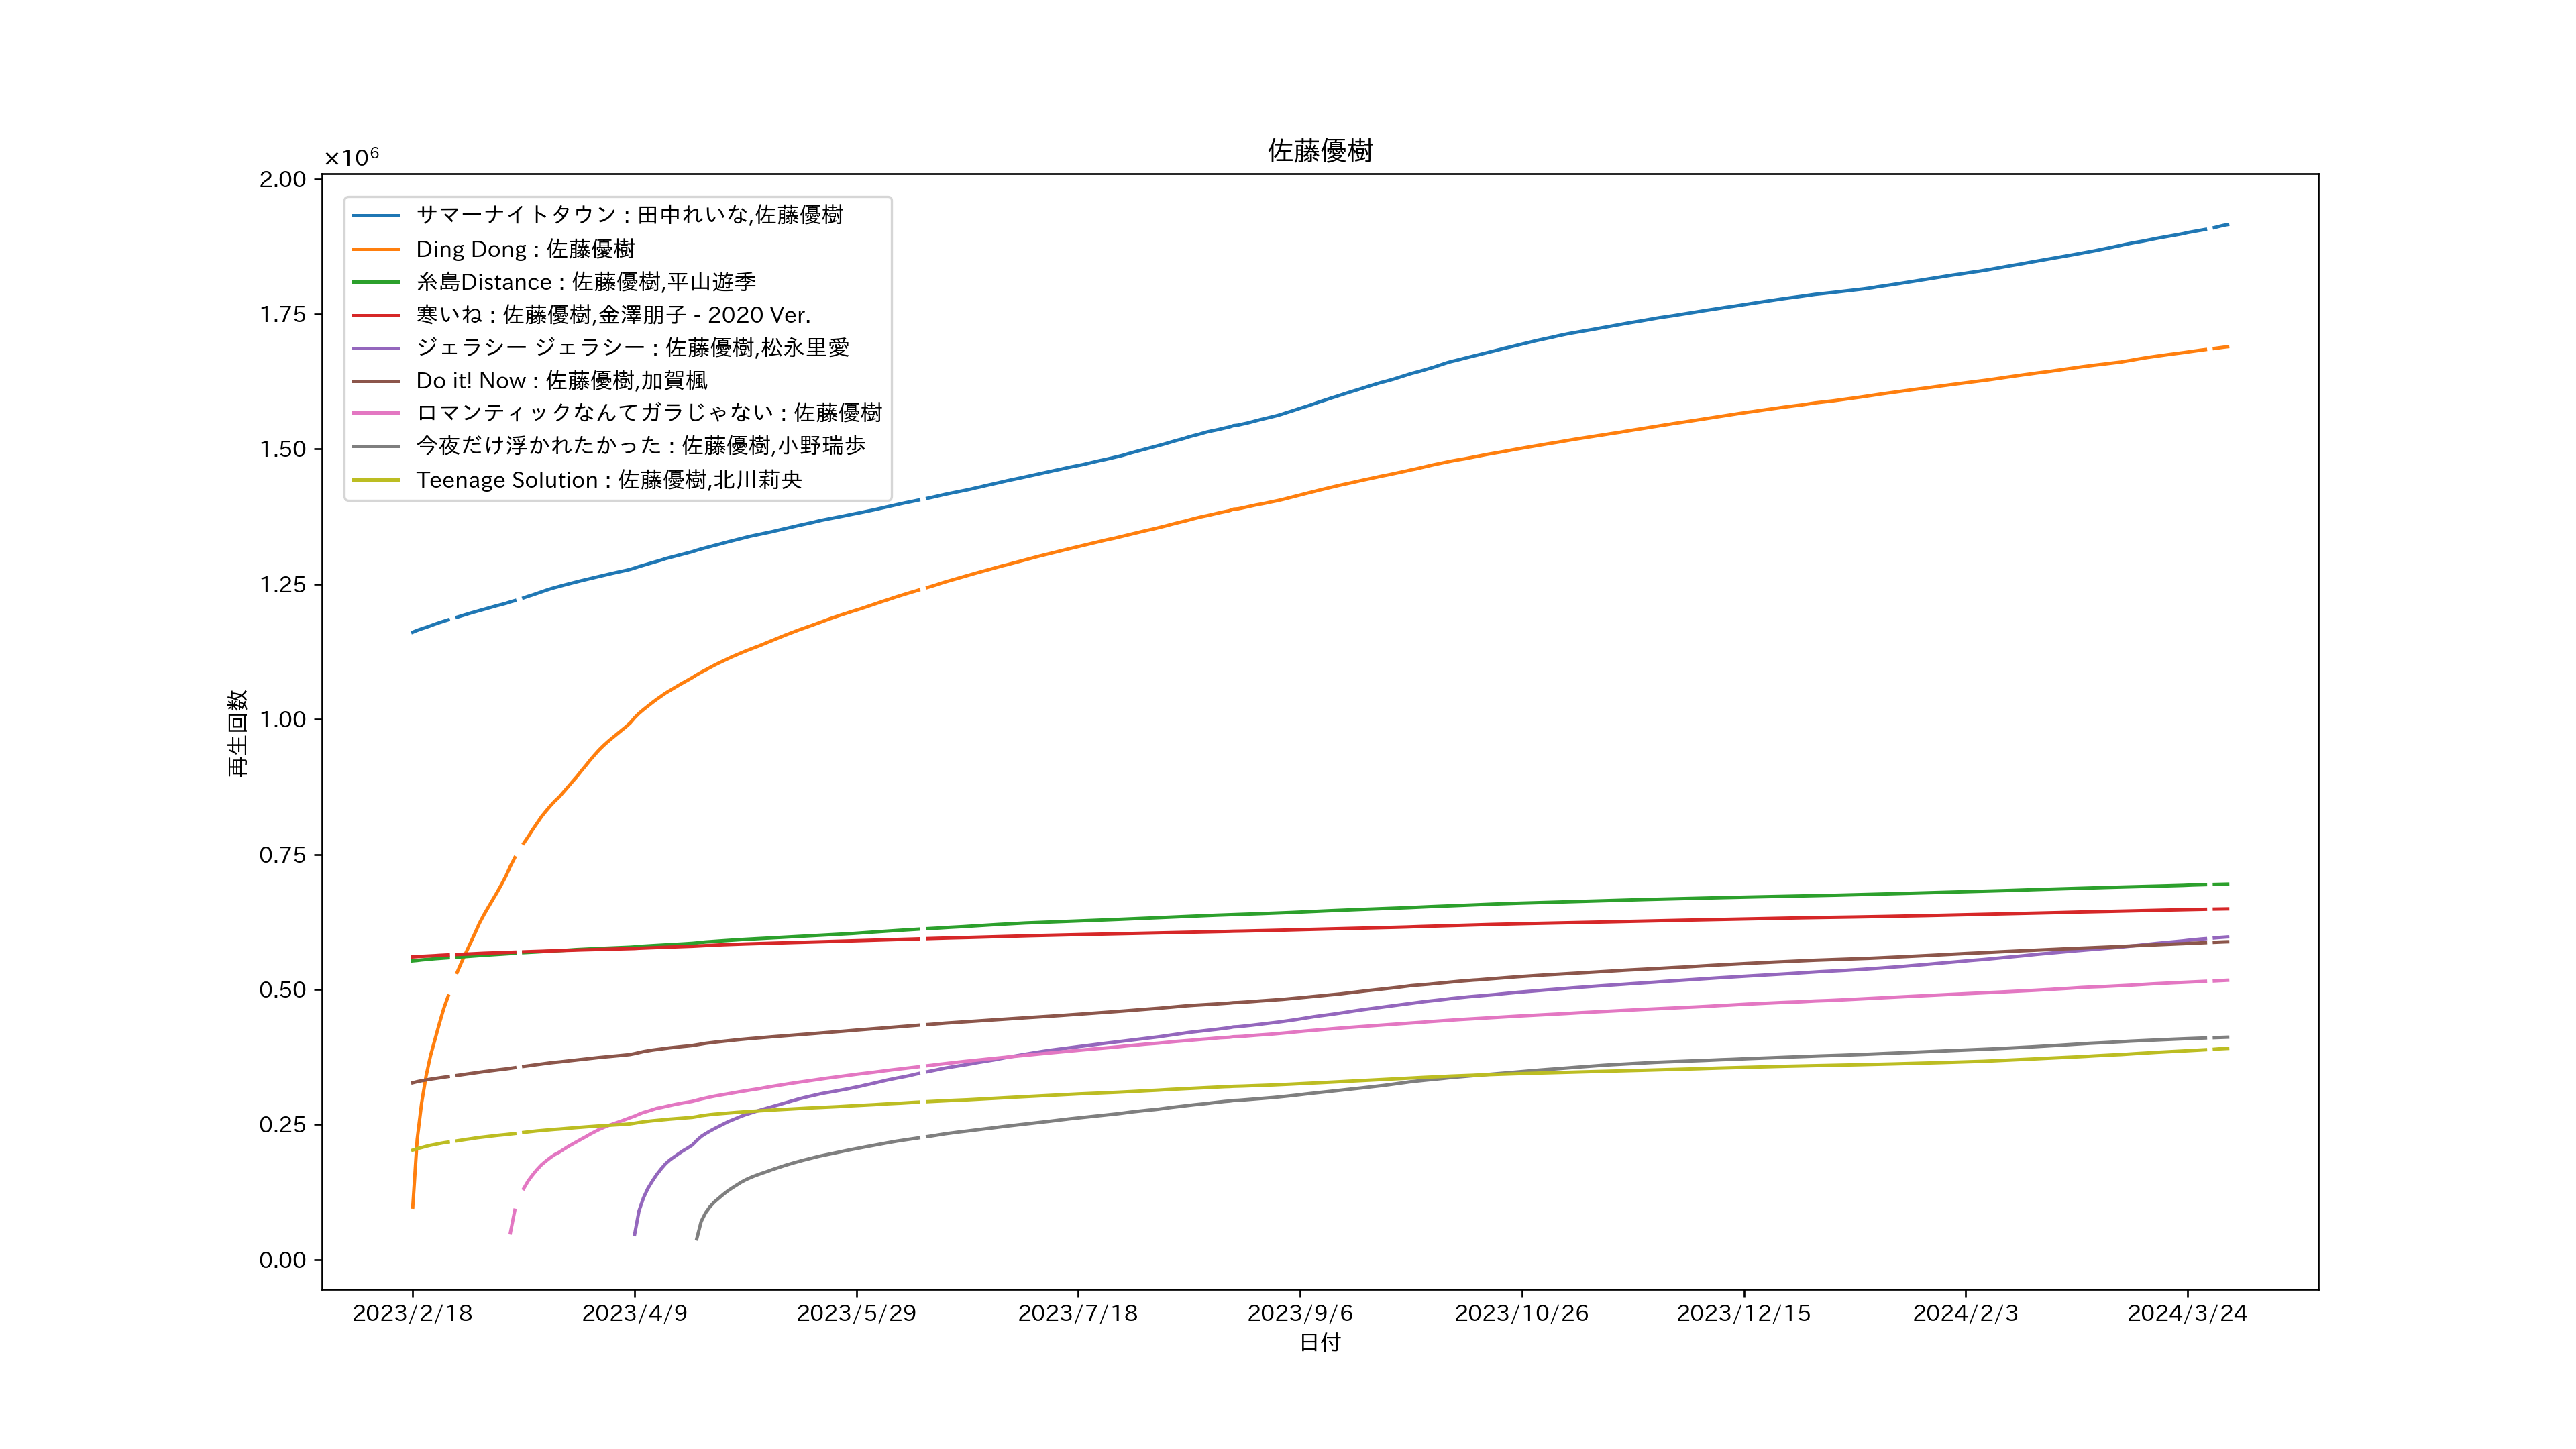 佐藤優樹
×10⁶
2.00
1.75
1.50
1.25
1.00
0.75
0.50
0.25
0.00
再生回数
サマーナイトタウン : 田中れいな,佐藤優樹
Ding Dong : 佐藤優樹
糸島Distance : 佐藤優樹,平山遊季
寒いね : 佐藤優樹,金澤朋子 - 2020 Ver.
ジェラシー ジェラシー : 佐藤優樹,松永里愛
Do it! Now : 佐藤優樹,加賀楓
ロマンティックなんてガラじゃない : 佐藤優樹
今夜だけ浮かれたかった : 佐藤優樹,小野瑞歩
Teenage Solution : 佐藤優樹,北川莉央
2023/2/18
2023/4/9
2023/5/29
2023/7/18
2023/9/6
2023/10/26
2023/12/15
2024/2/3
2024/3/24
日付